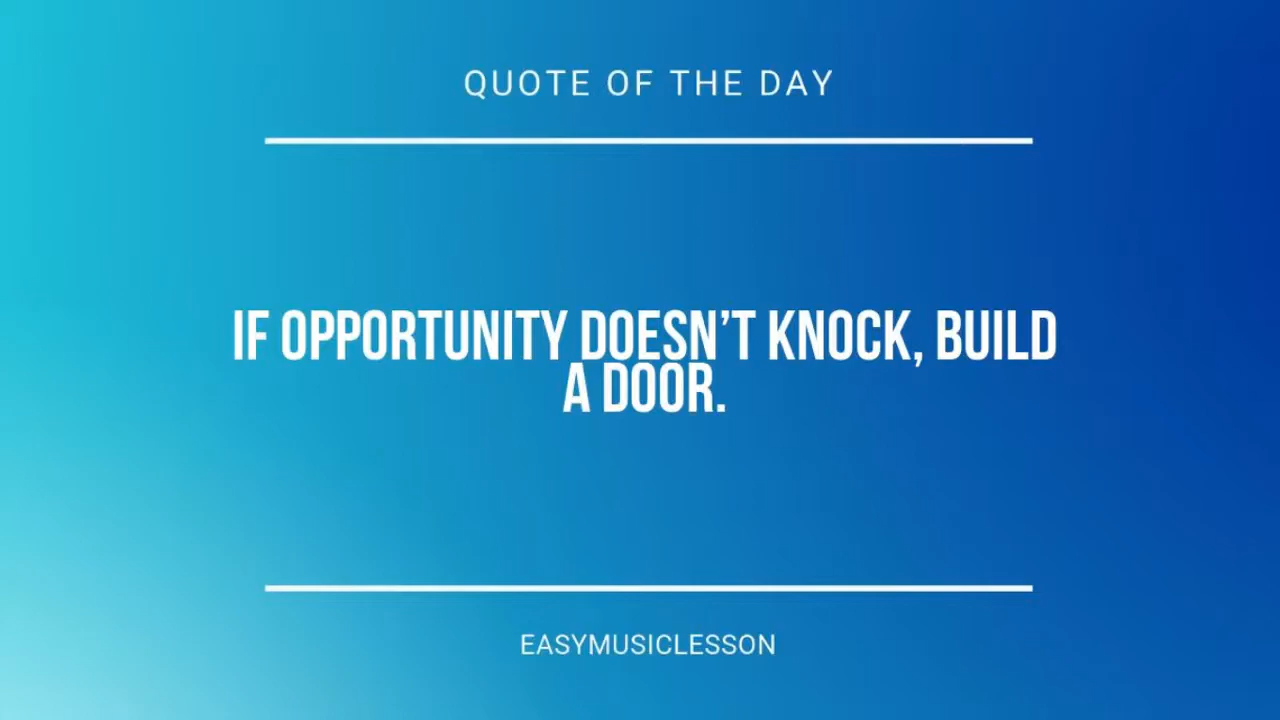 QUOTE OF THE DAY
IF OPPORTUNITY DOESN’T KNOCK, BUILD
A DOOR.
EASYMUSICLESSON